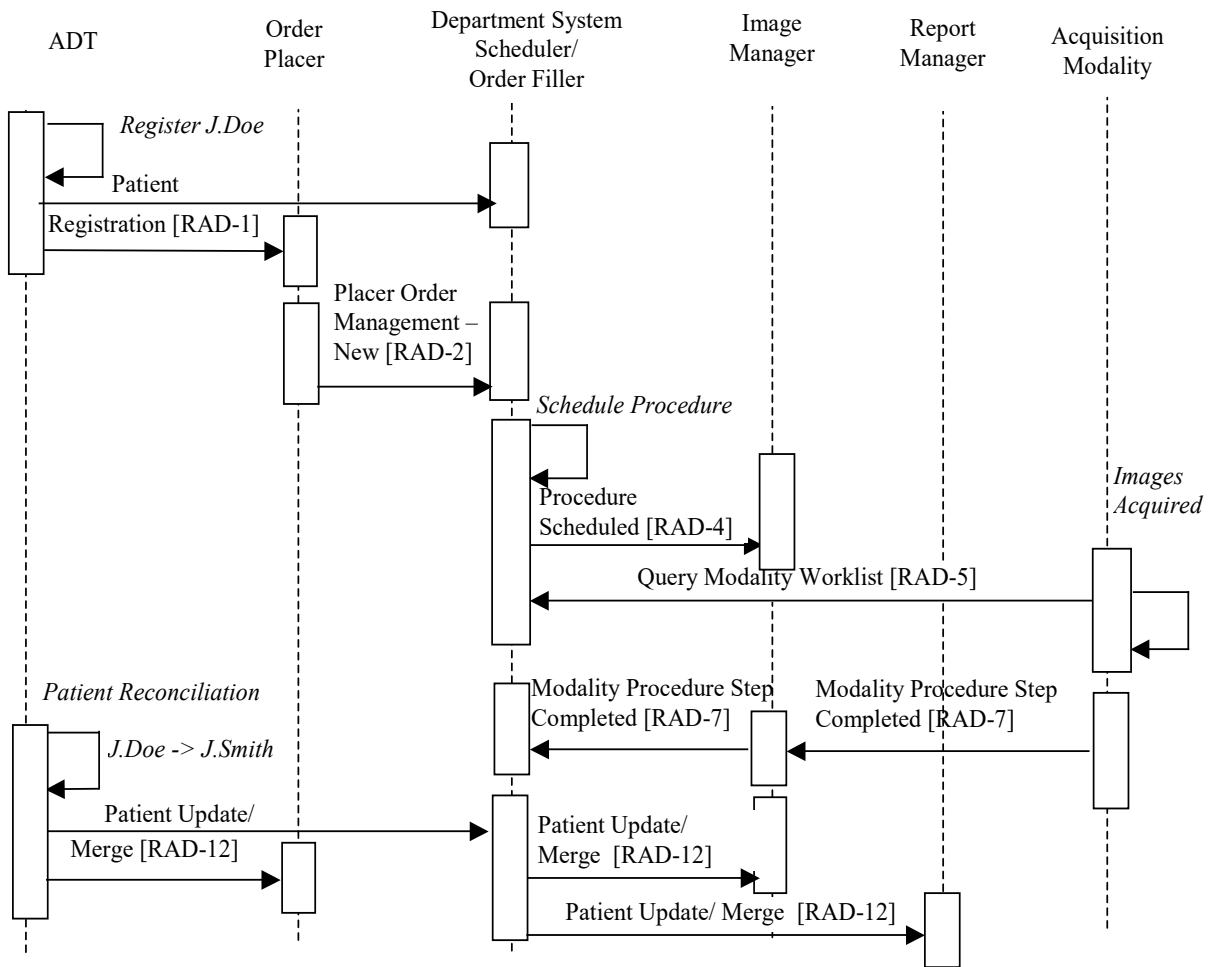 ADT
Order
Placer
Department System
Scheduler/
Order Filler
Image
Manager
Report
Manager
Acquisition
Modality
Register J.Doe
Patient
Registration [RAD-1]
Placer Order
Management –
New [RAD-2]
Schedule Procedure
Procedure
Scheduled [RAD-4]
Images
Acquired
Query Modality Worklist [RAD-5]
Modality Procedure Step
Completed [RAD-7]
Modality Procedure Step
Completed [RAD-7]
Patient Reconciliation
J.Doe -> J.Smith
Patient Update/
Merge [RAD-12]
Patient Update/
Merge [RAD-12]
Patient Update/ Merge [RAD-12]